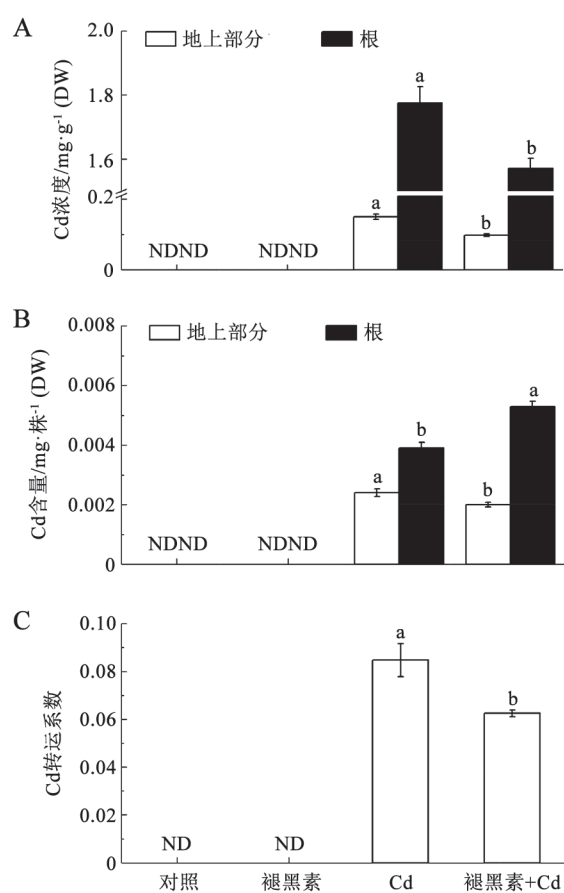 A
地上部分 根
Cd浓度/mg·g⁻¹ (DW)
2.0
1.8
1.6
0.2
0
NDND NDND
a a
b b
B
地上部分 根
Cd含量/mg·株⁻¹ (DW)
0.008
0.006
0.004
0.002
0
NDND NDND
a b
b a
C
Cd转运系数
0.10
0.08
0.06
0.04
0.02
0
ND ND
a
b
对照 褪黑素 Cd 褪黑素+Cd